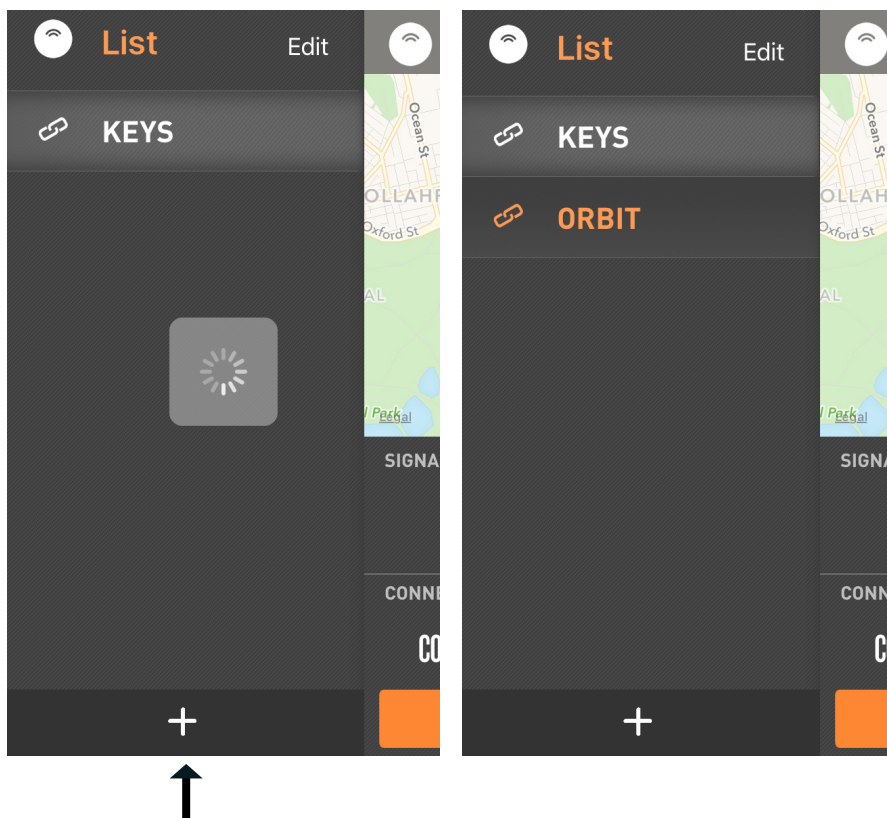 List
Edit
KEYS
Ocean St
OLLAHR
Oxford St
AL
l Park
Legal
SIGNA
CONNE
CO
+
List
Edit
KEYS
ORBIT
Ocean St
OLLAH
Oxford St
AL
l Park
Legal
SIGNA
CONN
C
+